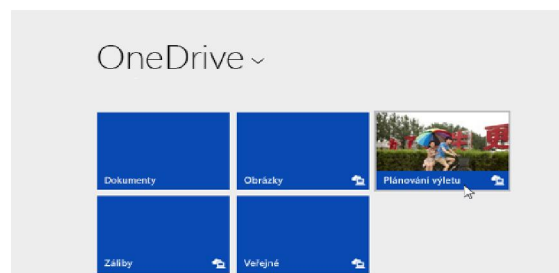 OneDrive
Dokumenty
Obrázky
Plánování výletu
Záliby
Veřejné